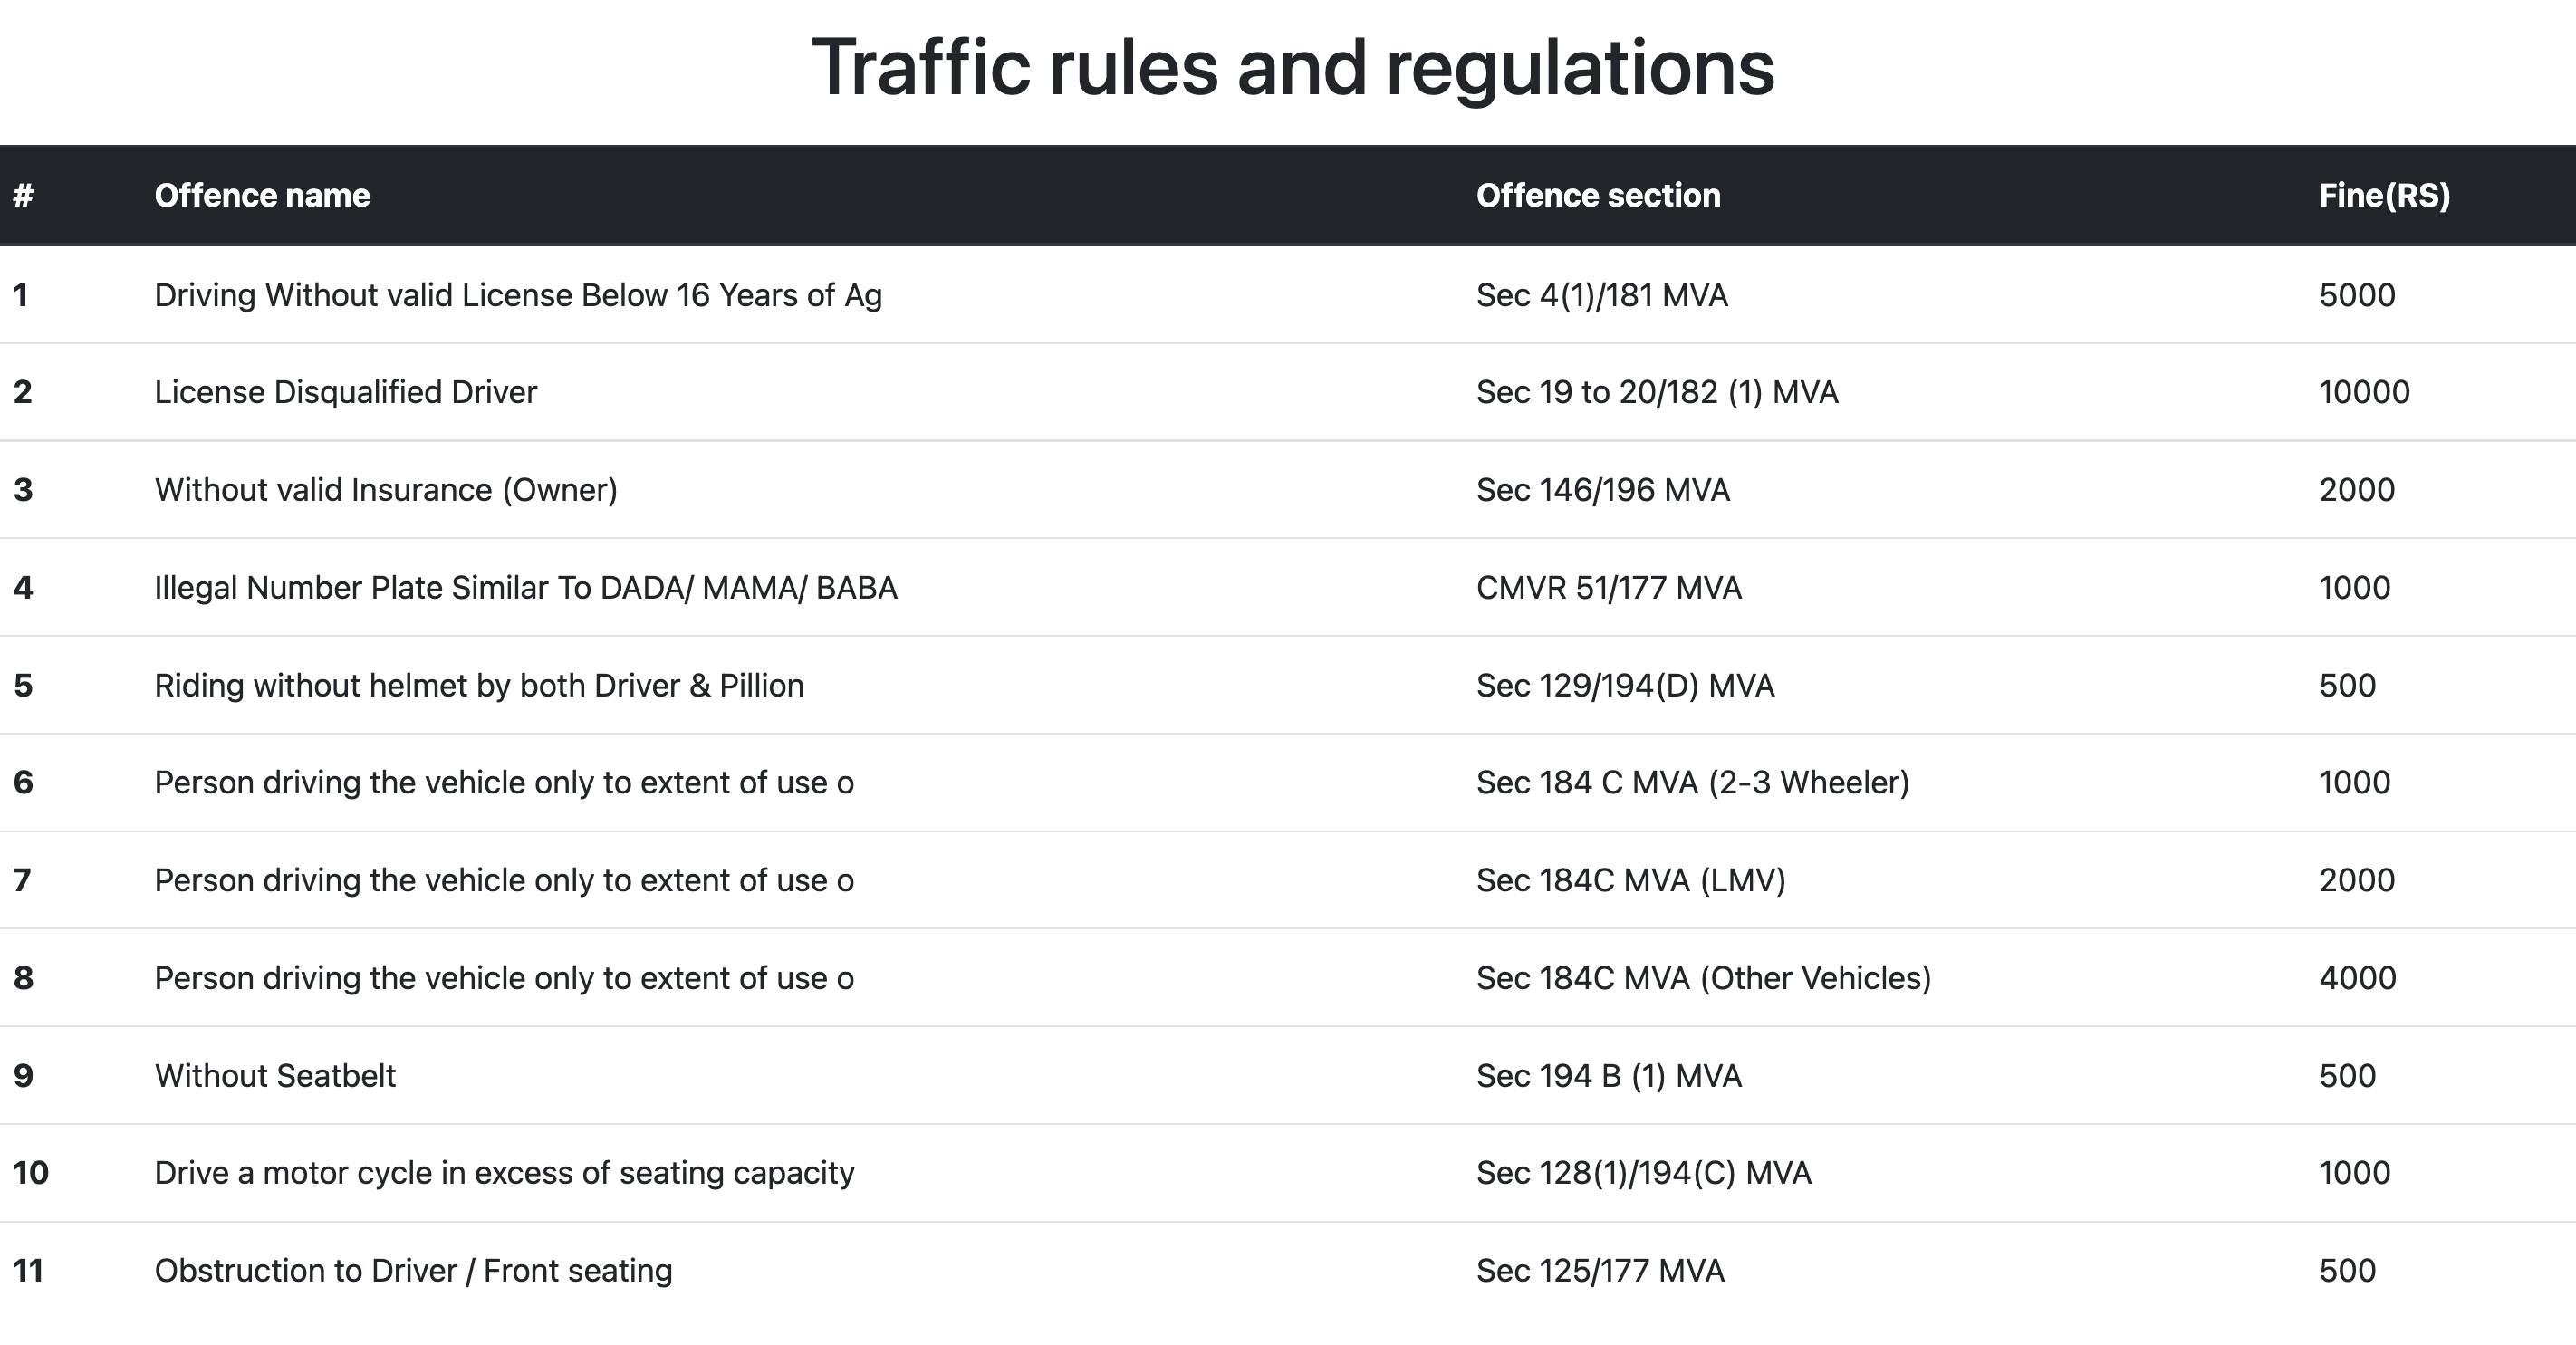 Traffic rules and regulations
# Offence name Offence section Fine(RS)
1 Driving Without valid License Below 16 Years of Ag Sec 4(1)/181 MVA 5000
2 License Disqualified Driver Sec 19 to 20/182 (1) MVA 10000
3 Without valid Insurance (Owner) Sec 146/196 MVA 2000
4 Illegal Number Plate Similar To DADA/ MAMA/ BABA CMVR 51/177 MVA 1000
5 Riding without helmet by both Driver & Pillion Sec 129/194(D) MVA 500
6 Person driving the vehicle only to extent of use o Sec 184 C MVA (2-3 Wheeler) 1000
7 Person driving the vehicle only to extent of use o Sec 184C MVA (LMV) 2000
8 Person driving the vehicle only to extent of use o Sec 184C MVA (Other Vehicles) 4000
9 Without Seatbelt Sec 194 B (1) MVA 500
10 Drive a motor cycle in excess of seating capacity Sec 128(1)/194(C) MVA 1000
11 Obstruction to Driver / Front seating Sec 125/177 MVA 500